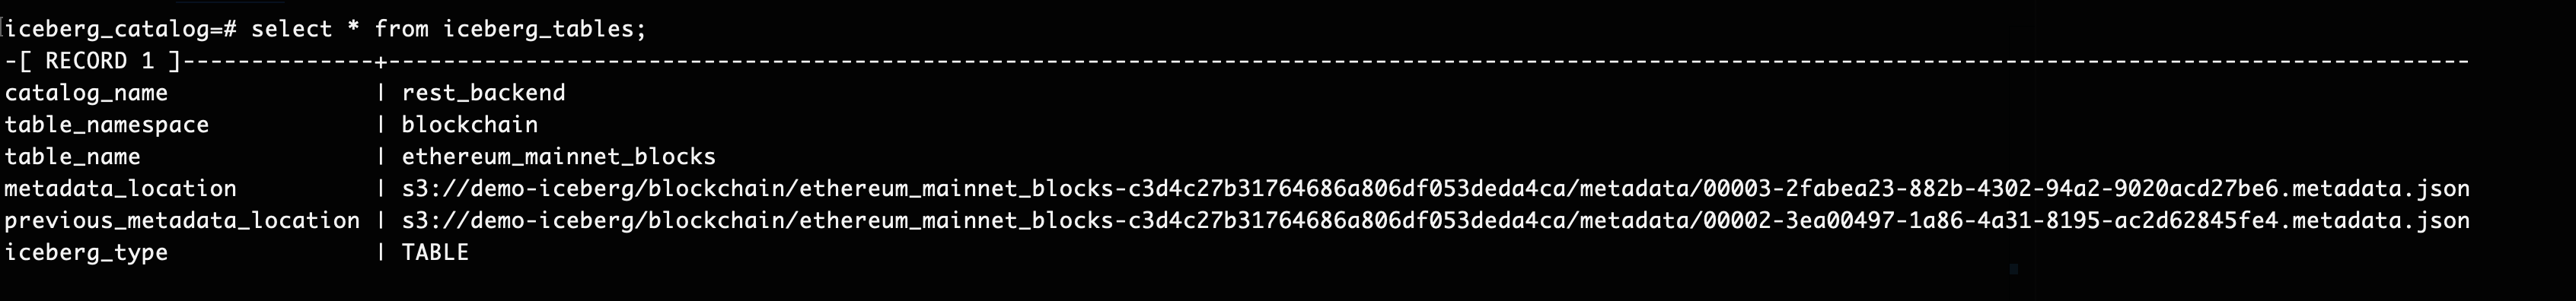 iceberg_catalog=# select * from iceberg_tables;
-[ RECORD 1 ]--------------+-----------------------------------------------------------------------------------------------------------------------------------
catalog_name               | rest_backend
table_namespace            | blockchain
table_name                 | ethereum_mainnet_blocks
metadata_location          | s3://demo-iceberg/blockchain/ethereum_mainnet_blocks-c3d4c27b31764686a806df053deda4ca/metadata/00003-2fabea23-882b-4302-94a2-9020acd27be6.metadata.json
previous_metadata_location | s3://demo-iceberg/blockchain/ethereum_mainnet_blocks-c3d4c27b31764686a806df053deda4ca/metadata/00002-3ea00497-1a86-4a31-8195-ac2d62845fe4.metadata.json
iceberg_type               | TABLE